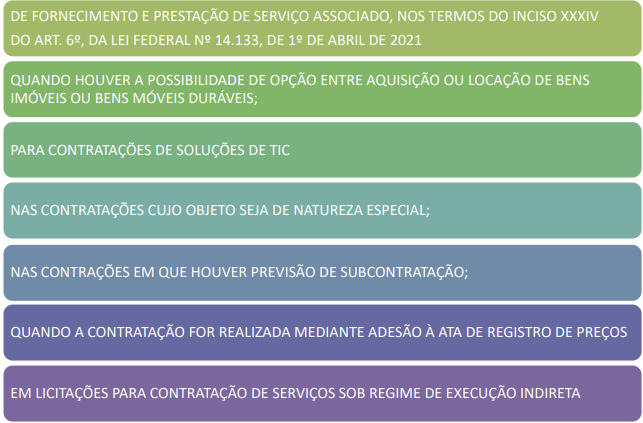 DE FORNECIMENTO E PRESTAÇÃO DE SERVIÇO ASSOCIADO, NOS TERMOS DO INCISO XXXIV
DO ART. 6º, DA LEI FEDERAL Nº 14.133, DE 1º DE ABRIL DE 2021
QUANDO HOUVER A POSSIBILIDADE DE OPÇÃO ENTRE AQUISIÇÃO OU LOCAÇÃO DE BENS
IMÓVEIS OU BENS MÓVEIS DURÁVEIS;
PARA CONTRATAÇÕES DE SOLUÇÕES DE TIC
NAS CONTRATAÇÕES CUJO OBJETO SEJA DE NATUREZA ESPECIAL;
NAS CONTRAÇÕES EM QUE HOUVER PREVISÃO DE SUBCONTRATAÇÃO;
QUANDO A CONTRATAÇÃO FOR REALIZADA MEDIANTE ADESÃO À ATA DE REGISTRO DE PREÇOS
EM LICITAÇÕES PARA CONTRATAÇÃO DE SERVIÇOS SOB REGIME DE EXECUÇÃO INDIRETA